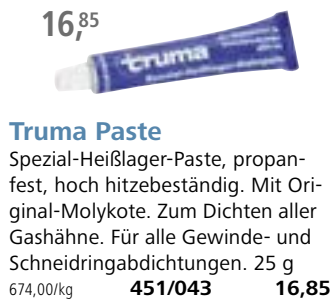 16,85
truma
Truma Paste
Spezial-Heißlager-Paste, propan-
fest, hoch hitzebeständig. Mit Ori-
ginal-Molykote. Zum Dichten aller
Gashähne. Für alle Gewinde- und
Schneidringabdichtungen. 25 g
674,00/kg 451/043 16,85